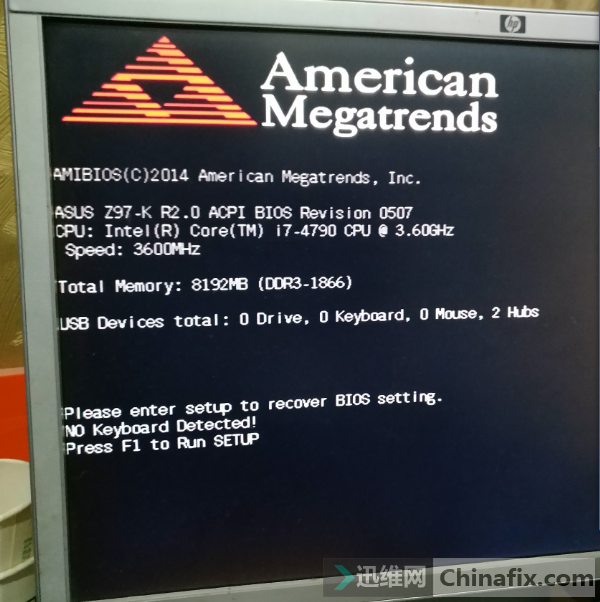 hp
American
Megatrends
AMIBIOS(C)2014 American Megatrends, Inc.
ASUS Z97-K R2.0 ACPI BIOS Revision 0507
CPU: Intel(R) Core(TM) i7-4790 CPU @ 3.60GHz
Speed: 3600MHz
Total Memory: 8192MB (DDR3-1866)
USB Devices total: 0 Drive, 0 Keyboard, 0 Mouse, 2 Hubs
Please enter setup to recover BIOS setting.
NO Keyboard Detected!
Press F1 to Run SETUP
迅维网 Chinafix.com